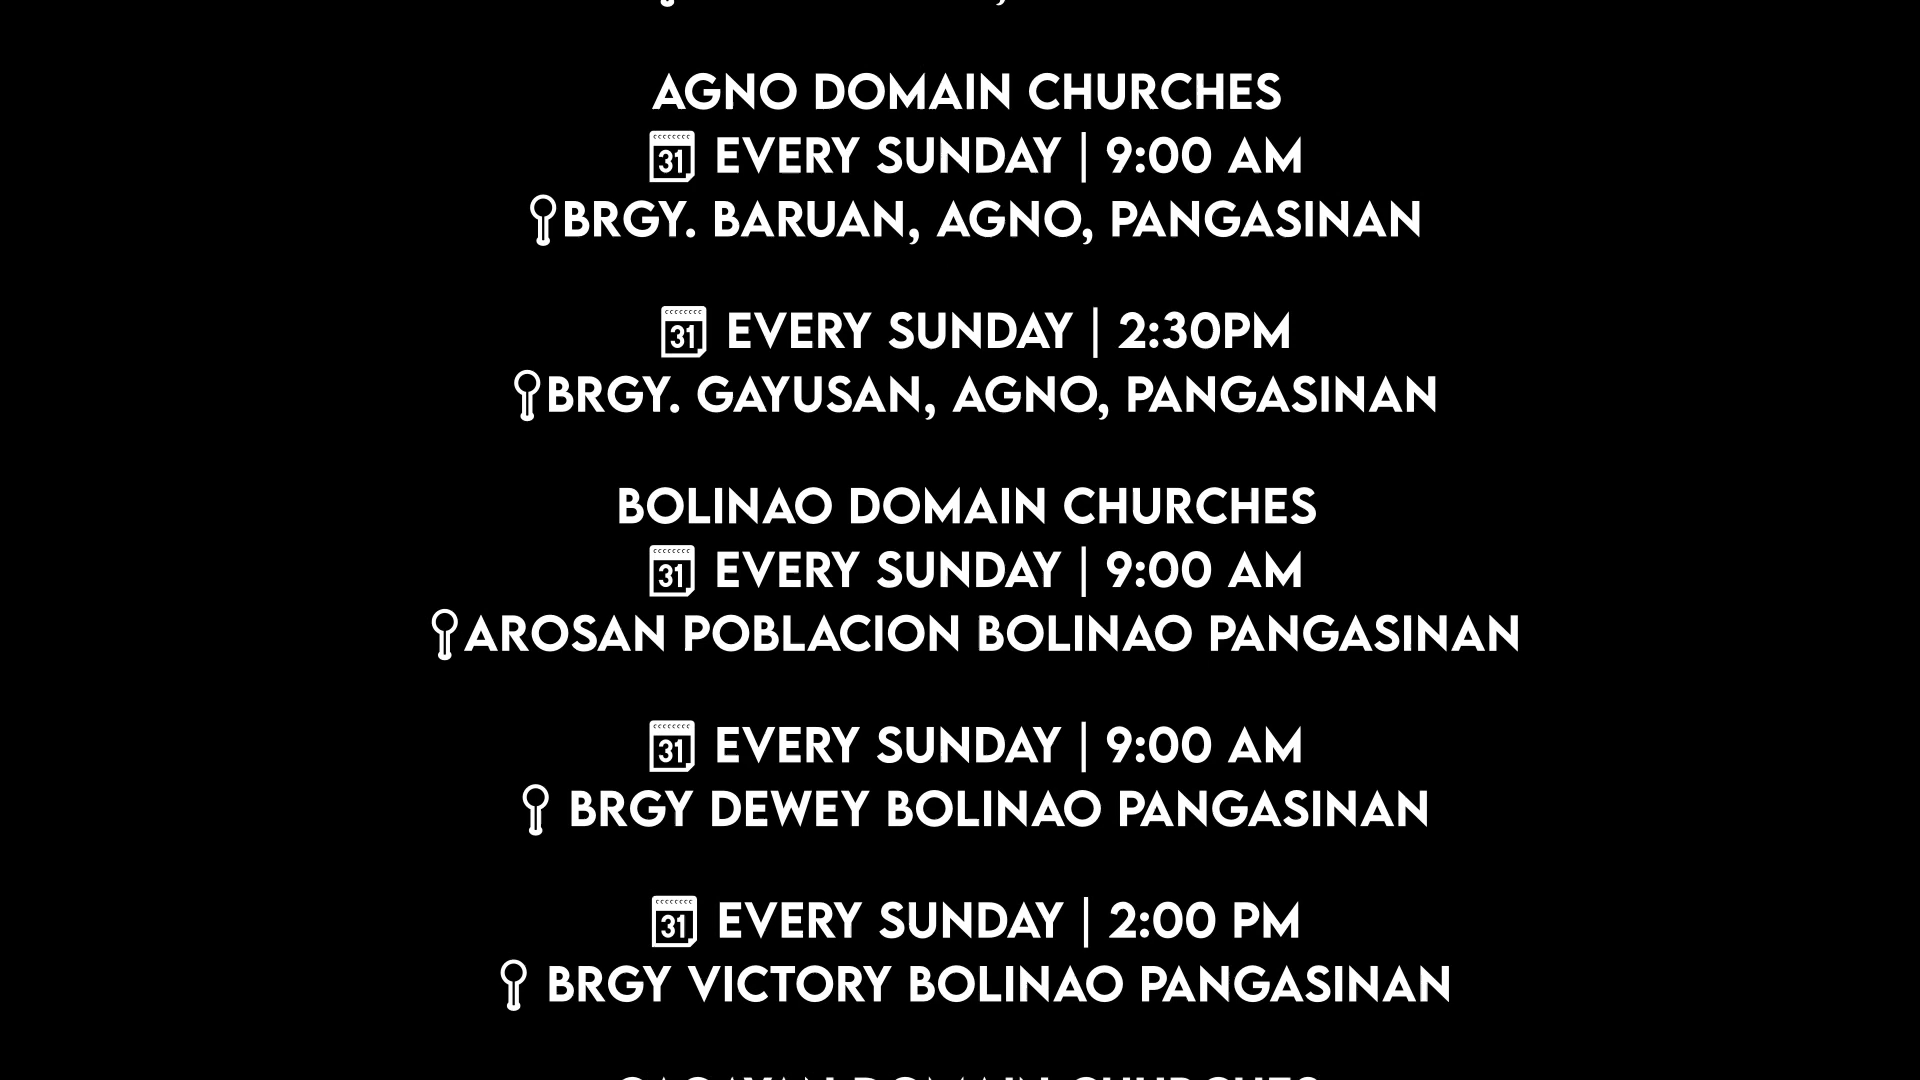 AGNO DOMAIN CHURCHES
📅 EVERY SUNDAY | 9:00 AM
📍BRGY. BARUAN, AGNO, PANGASINAN
📅 EVERY SUNDAY | 2:30PM
📍BRGY. GAYUSAN, AGNO, PANGASINAN
BOLINAO DOMAIN CHURCHES
📅 EVERY SUNDAY | 9:00 AM
📍AROSAN POBLACION BOLINAO PANGASINAN
📅 EVERY SUNDAY | 9:00 AM
📍 BRGY DEWEY BOLINAO PANGASINAN
📅 EVERY SUNDAY | 2:00 PM
📍 BRGY VICTORY BOLINAO PANGASINAN